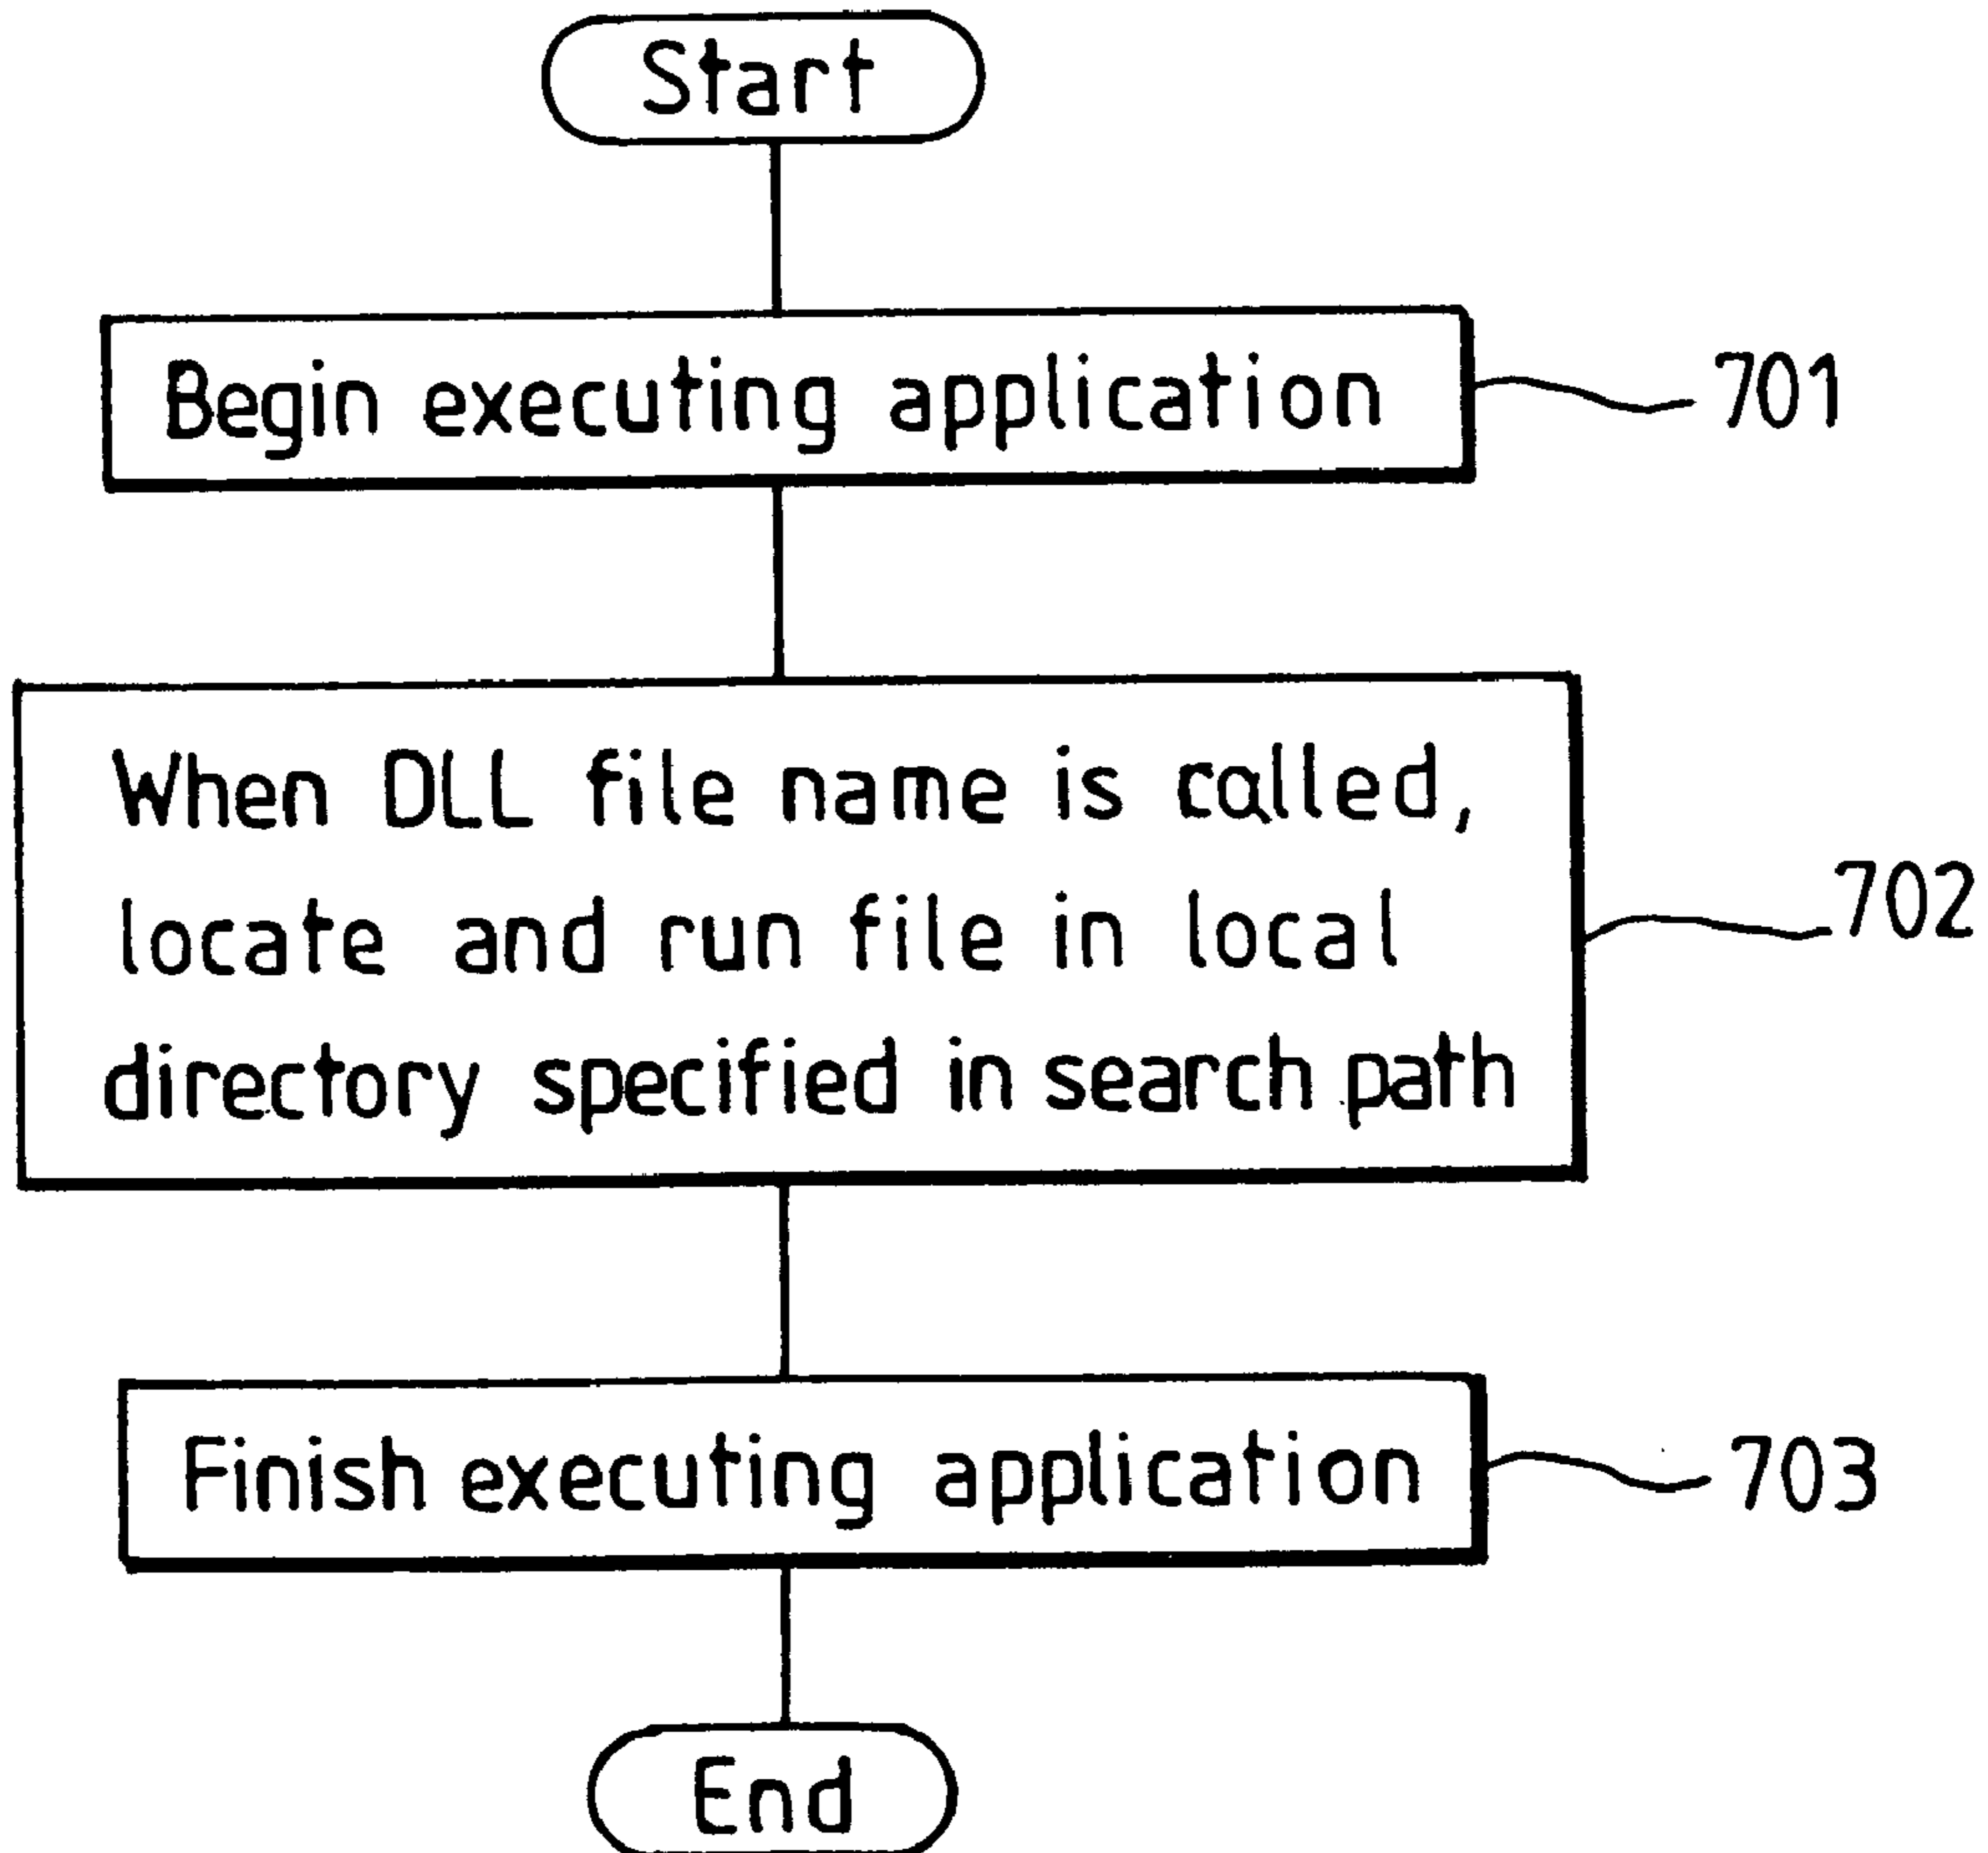 Start
Begin executing application
701
When DLL file name is called,
locate and run file in local
directory specified in search path
702
Finish executing application
703
End